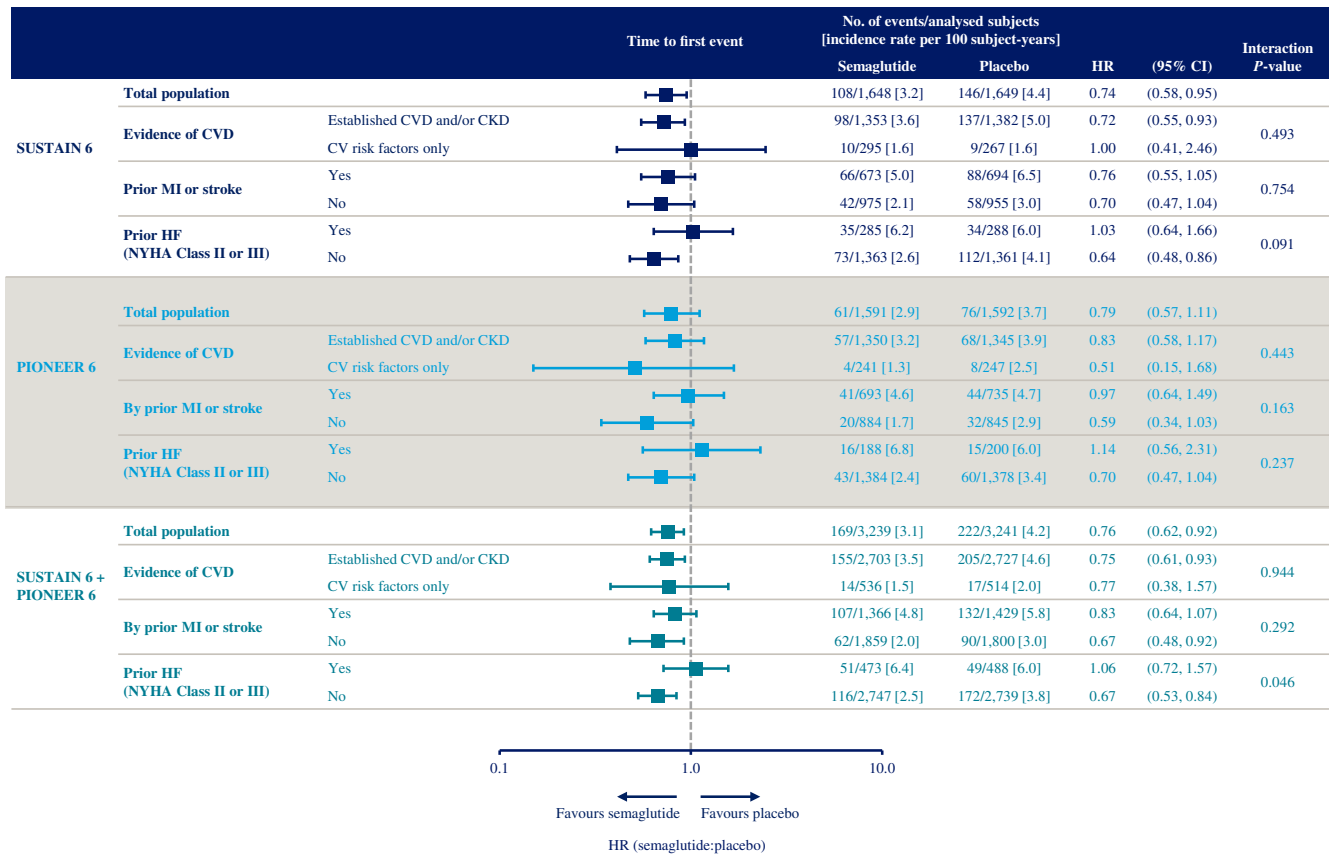 No. of events/analysed subjects
[incidence rate per 100 subject-years]
Time to first event
Interaction
P-value
Semaglutide Placebo HR (95% CI)
SUSTAIN 6
Total population 108/1,648 [3.2] 146/1,649 [4.4] 0.74 (0.58, 0.95)
Evidence of CVD
Established CVD and/or CKD 98/1,353 [3.6] 137/1,382 [5.0] 0.72 (0.55, 0.93)
0.493
CV risk factors only 10/295 [1.6] 9/267 [1.6] 1.00 (0.41, 2.46)
Prior MI or stroke
Yes 66/673 [5.0] 88/694 [6.5] 0.76 (0.55, 1.05)
0.754
No 42/975 [2.1] 58/955 [3.0] 0.70 (0.47, 1.04)
Prior HF
(NYHA Class II or III)
Yes 35/285 [6.2] 34/288 [6.0] 1.03 (0.64, 1.66)
0.091
No 73/1,363 [2.6] 112/1,361 [4.1] 0.64 (0.48, 0.86)
PIONEER 6
Total population 61/1,591 [2.9] 76/1,592 [3.7] 0.79 (0.57, 1.11)
Evidence of CVD
Established CVD and/or CKD 57/1,350 [3.2] 68/1,345 [3.9] 0.83 (0.58, 1.17)
0.443
CV risk factors only 4/241 [1.3] 8/247 [2.5] 0.51 (0.15, 1.68)
By prior MI or stroke
Yes 41/693 [4.6] 44/735 [4.7] 0.97 (0.64, 1.49)
0.163
No 20/884 [1.7] 32/845 [2.9] 0.59 (0.34, 1.03)
Prior HF
(NYHA Class II or III)
Yes 16/188 [6.8] 15/200 [6.0] 1.14 (0.56, 2.31)
0.237
No 43/1,384 [2.4] 60/1,378 [3.4] 0.70 (0.47, 1.04)
SUSTAIN 6 +
PIONEER 6
Total population 169/3,239 [3.1] 222/3,241 [4.2] 0.76 (0.62, 0.92)
Evidence of CVD
Established CVD and/or CKD 155/2,703 [3.5] 205/2,727 [4.6] 0.75 (0.61, 0.93)
0.944
CV risk factors only 14/536 [1.5] 17/514 [2.0] 0.77 (0.38, 1.57)
By prior MI or stroke
Yes 107/1,366 [4.8] 132/1,429 [5.8] 0.83 (0.64, 1.07)
0.292
No 62/1,859 [2.0] 90/1,800 [3.0] 0.67 (0.48, 0.92)
Prior HF
(NYHA Class II or III)
Yes 51/473 [6.4] 49/488 [6.0] 1.06 (0.72, 1.57)
0.046
No 116/2,747 [2.5] 172/2,739 [3.8] 0.67 (0.53, 0.84)
0.1 1.0 10.0
Favours semaglutide Favours placebo
HR (semaglutide:placebo)